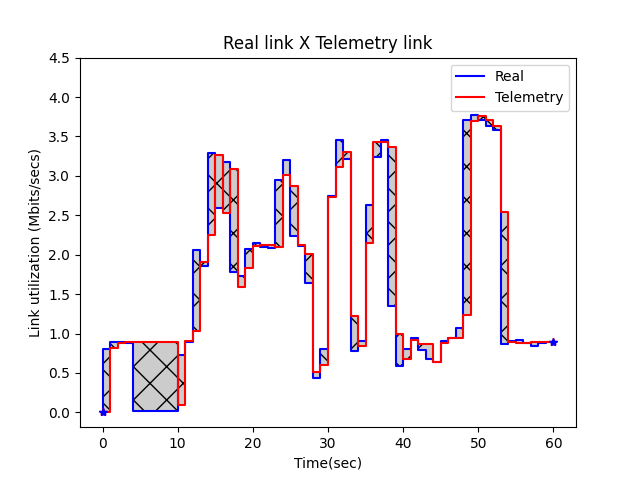 Real link X Telemetry link
Real
Telemetry
Link utilization (Mbits/secs)
4.5
4.0
3.5
3.0
2.5
2.0
1.5
1.0
0.5
0.0
0 10 20 30 40 50 60
Time(sec)